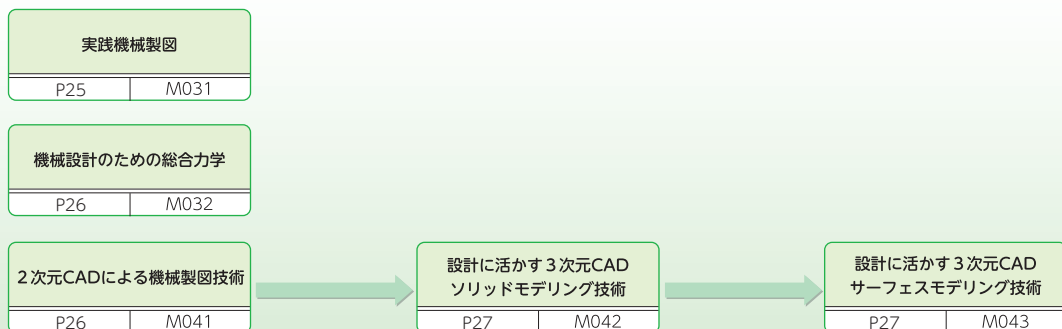 実践機械製図
P25 M031
機械設計のための総合力学
P26 M032
2次元CADによる機械製図技術
P26 M041
設計に活かす3次元CAD
ソリッドモデリング技術
P27 M042
設計に活かす3次元CAD
サーフェスモデリング技術
P27 M043